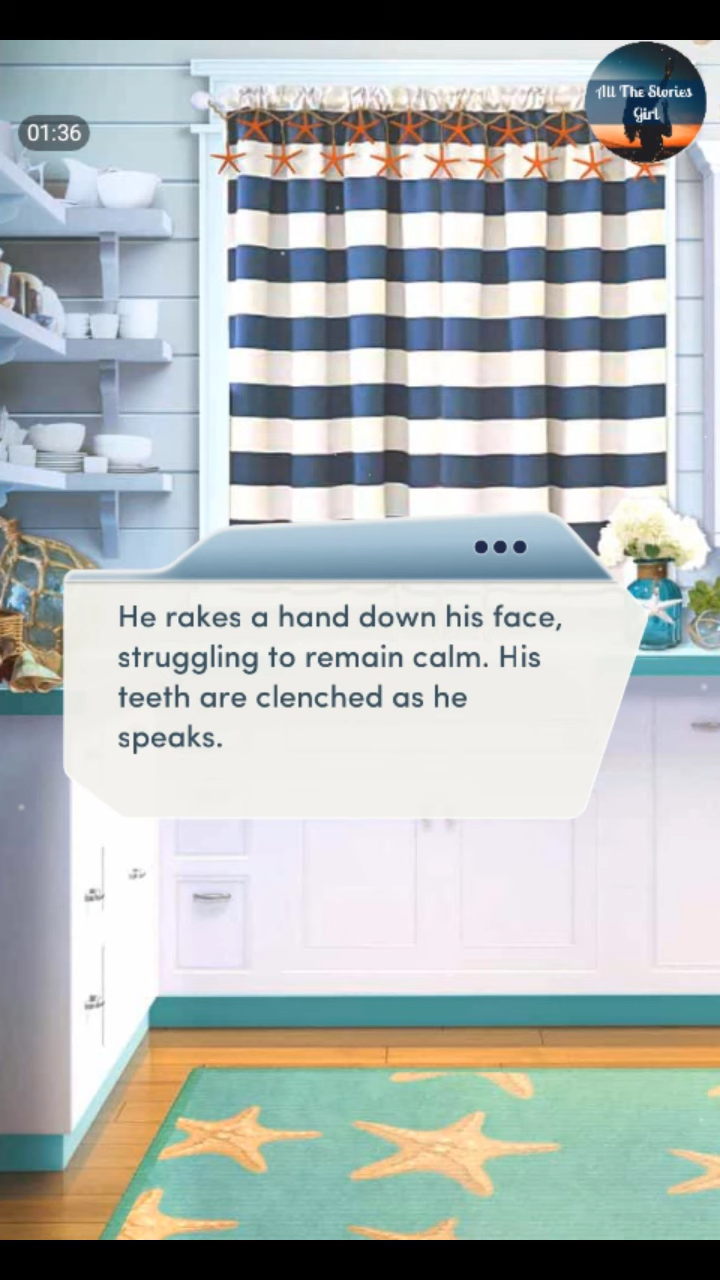 All The Stories
Girl
01:36
He rakes a hand down his face,
struggling to remain calm. His
teeth are clenched as he
speaks.